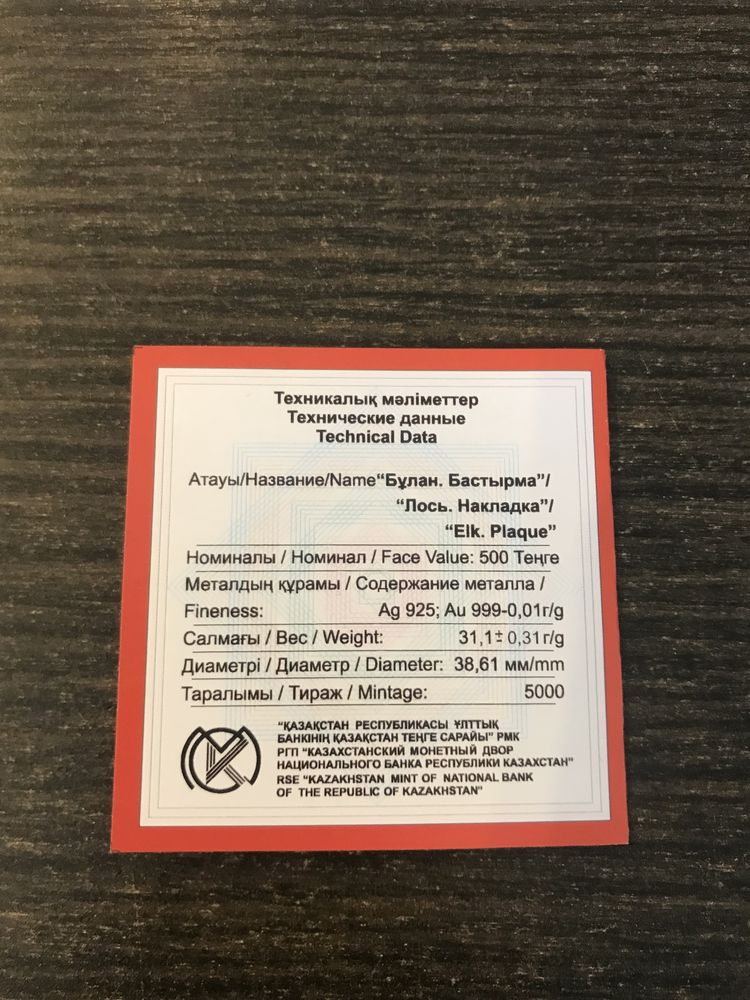 Техникалық мәліметтер
Технические данные
Technical Data
Атауы/Название/Name“Бұлан. Бастырма”/
“Лось. Накладка”/
“Elk. Plaque”
Номиналы / Номинал / Face Value: 500 Теңге
Металдың құрамы / Содержание металла /
Fineness: Ag 925; Au 999-0,01г/g
Салмағы / Вес / Weight: 31,1± 0,31г/g
Диаметрі / Диаметр / Diameter: 38,61 мм/mm
Таралымы / Тираж / Mintage: 5000
“ҚАЗАҚСТАН РЕСПУБЛИКАСЫ ҰЛТТЫҚ
БАНКІНІҢ ҚАЗАҚСТАН ТЕҢГЕ САРАЙЫ” РМК
РГП “КАЗАХСТАНСКИЙ МОНЕТНЫЙ ДВОР
НАЦИОНАЛЬНОГО БАНКА РЕСПУБЛИКИ КАЗАХСТАН”
RSE “KAZAKHSTAN MINT OF NATIONAL BANK
OF THE REPUBLIC OF KAZAKHSTAN”